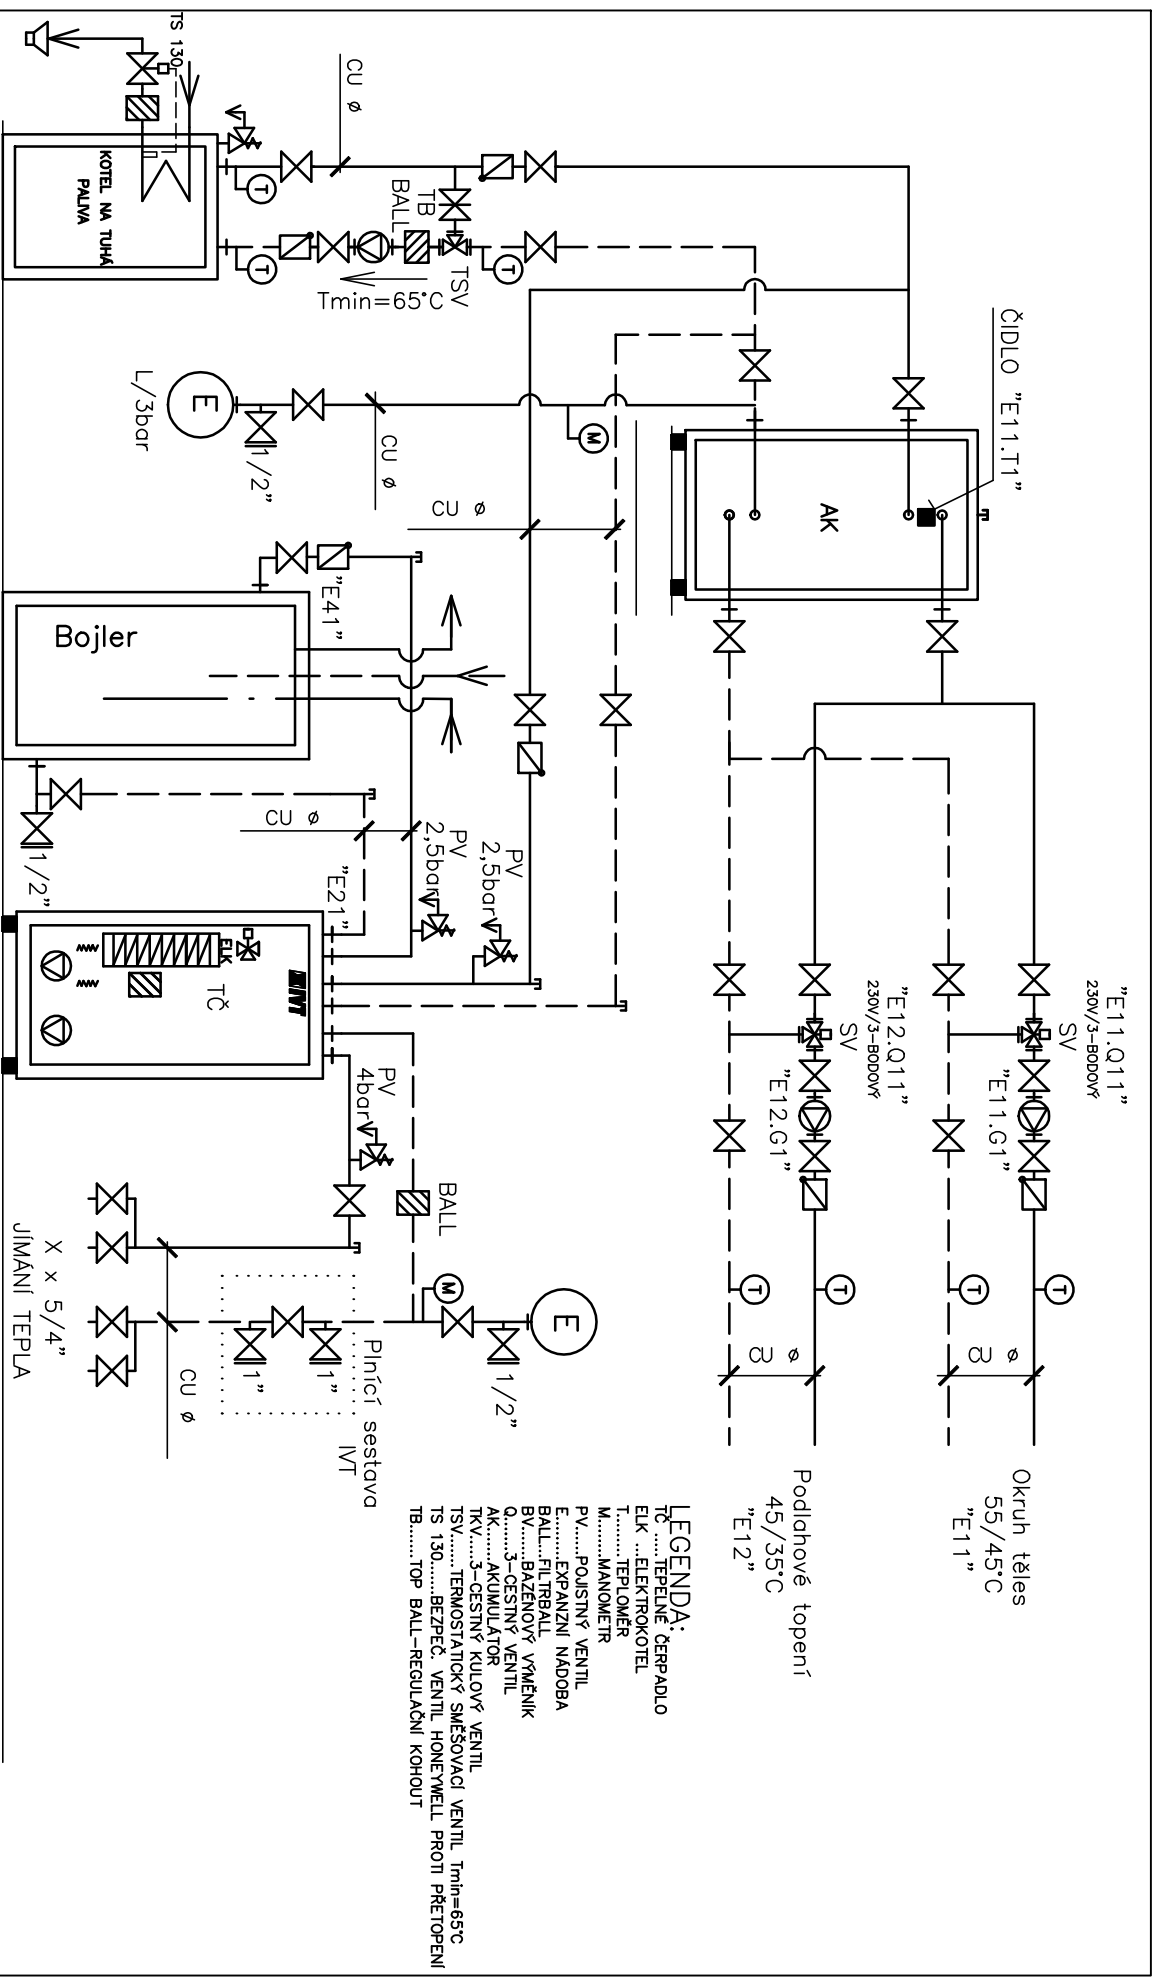 TS 130
KOTEL NA TUHÁ
PALIVA
T
T
CU ø
TB
BALL
TSV
T
Tmin=65°C
E
L/3bar
1/2"
CU ø
M
CU ø
ČIDLO "E11.T1"
AK
"E41"
Bojler
1/2"
CU ø
"E21"
PV
2,5bar
PV
2,5bar
ELK
TČ
IVT
PV
4bar
BALL
M
E
1/2"
Plnící sestava
IVT
1"
1"
CU ø
X x 5/4"
JÍMÁNÍ TEPLA
"E11.Q11"
230V/3-BODOVÝ
SV
"E11.G1"
"E12.Q11"
230V/3-BODOVÝ
SV
"E12.G1"
T
T
T
T
CU ø
CU ø
Okruh těles
55/45°C
"E11"
Podlahové topení
45/35°C
"E12"
LEGENDA:
TČ .....TEPELNÉ ČERPADLO
ELK ...ELEKTROKOTEL
T........TEPLOMĚR
M.......MANOMETR
PV.....POJISTNÝ VENTIL
E........EXPANZNÍ NÁDOBA
BALL...FILTRBALL
BV......BAZÉNOVÝ VÝMĚNÍK
Q.......3-CESTNÝ VENTIL
AK......AKUMULÁTOR
TKV....3-CESTNÝ KULOVÝ VENTIL
TSV.....TERMOSTATICKÝ SMĚŠOVACÍ VENTIL Tmin=65°C
TS 130.......BEZPEČ. VENTIL HONEYWELL PROTI PŘETOPENÍ
TB.......TOP BALL-REGULAČNÍ KOHOUT